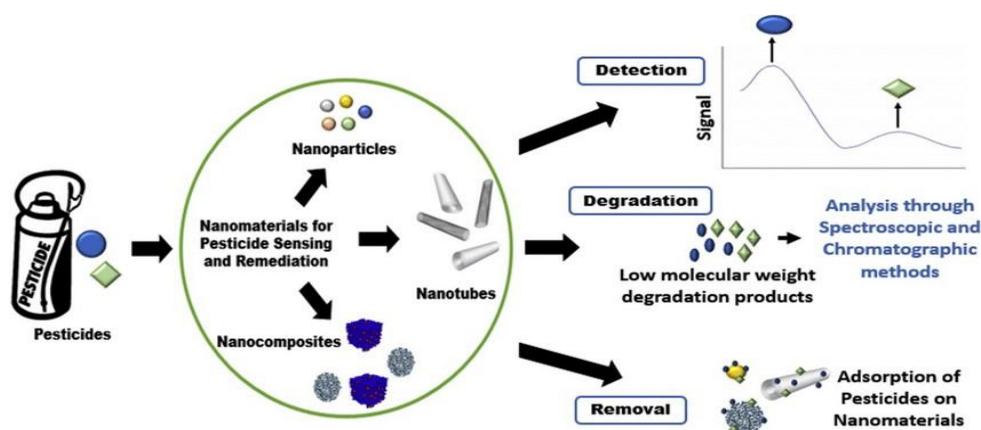 PESTICIDE
Pesticides
Nanoparticles
Nanomaterials for
Pesticide Sensing
and Remediation
Nanotubes
Nanocomposites
Detection
Signal
Degradation
Low molecular weight
degradation products
Analysis through
Spectroscopic and
Chromatographic
methods
Removal
Adsorption of
Pesticides on
Nanomaterials